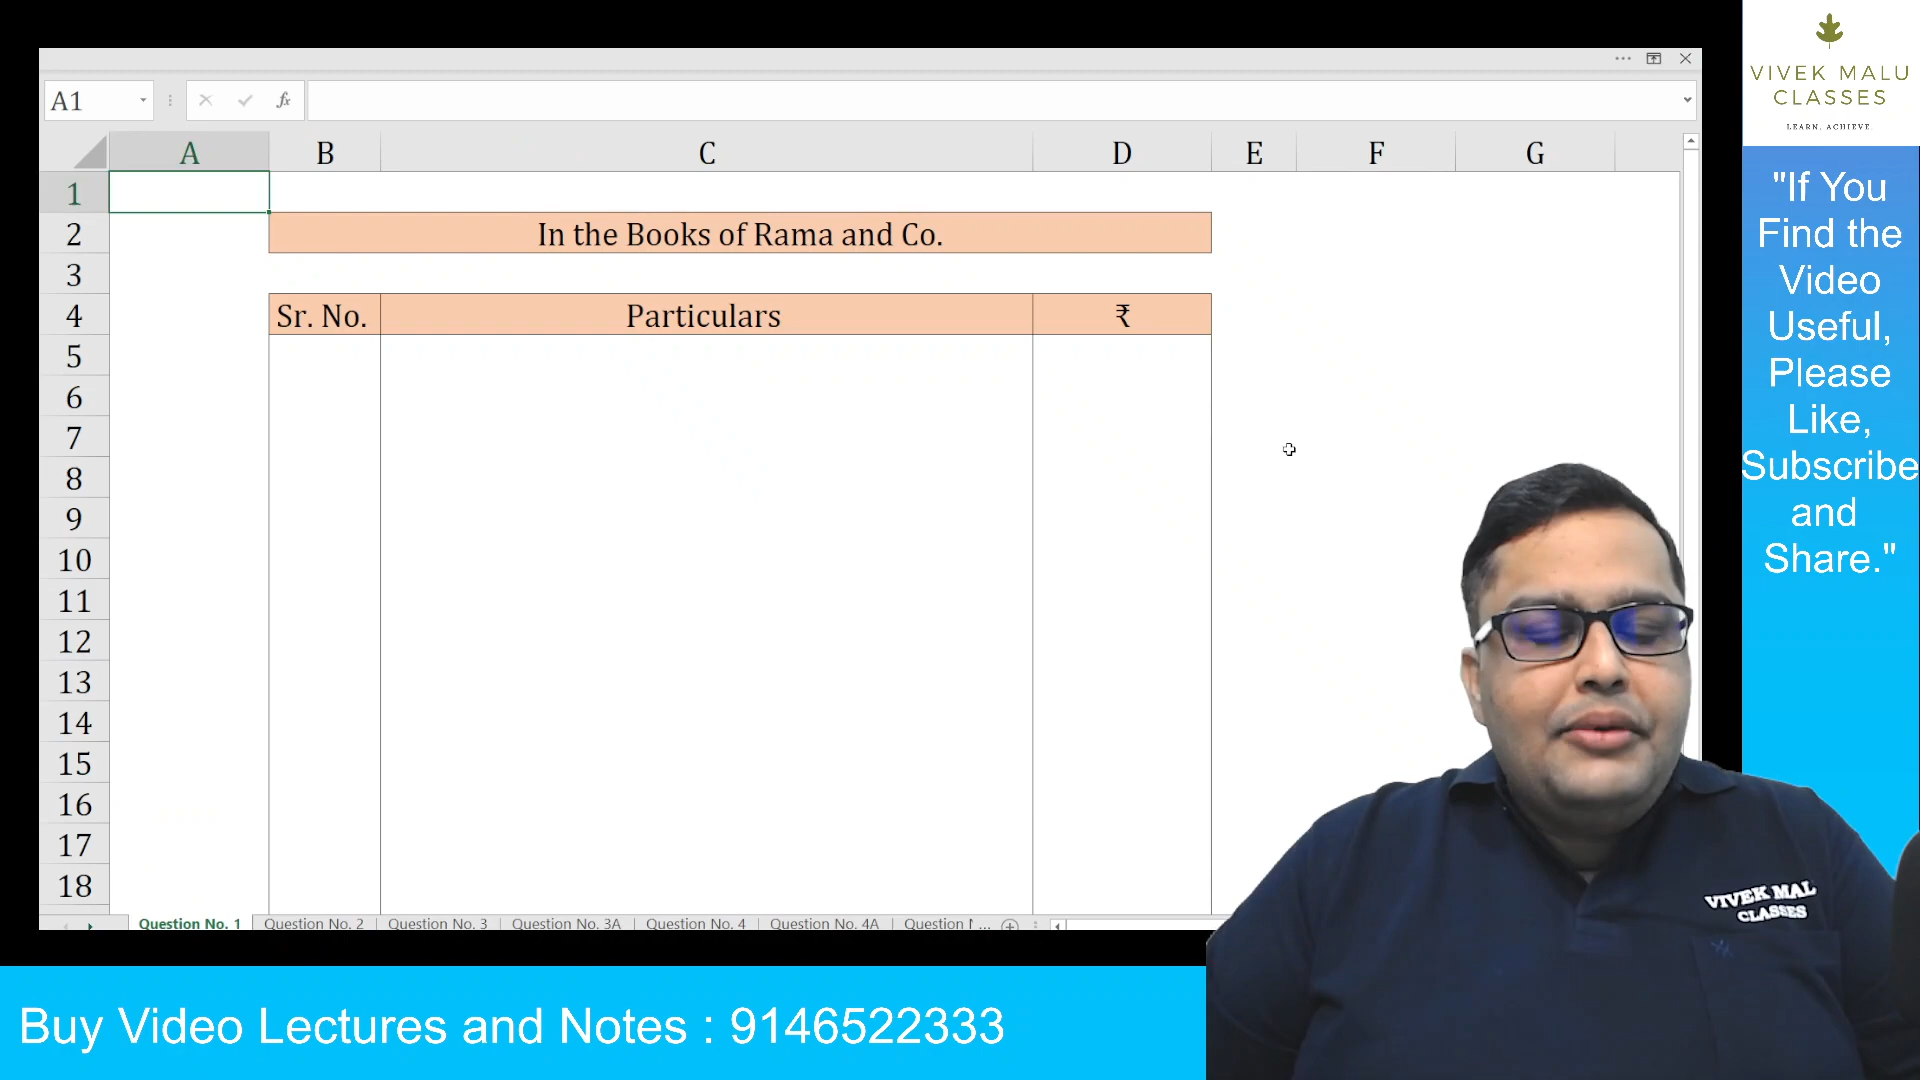 A1
fx
A B C D E F G
1
2 In the Books of Rama and Co.
3
4 Sr. No. Particulars ₹
5
6
7
8
9
10
11
12
13
14
15
16
17
18
Question No. 1 Question No. 2 Question No. 3 Question No. 3A Question No. 4 Question No. 4A Question N ...
VIVEK MALU
CLASSES
LEARN. ACHIEVE.
"If You
Find the
Video
Useful,
Please
Like,
Subscribe
and
Share."
VIVEK MAL
CLASSES
Buy Video Lectures and Notes : 9146522333